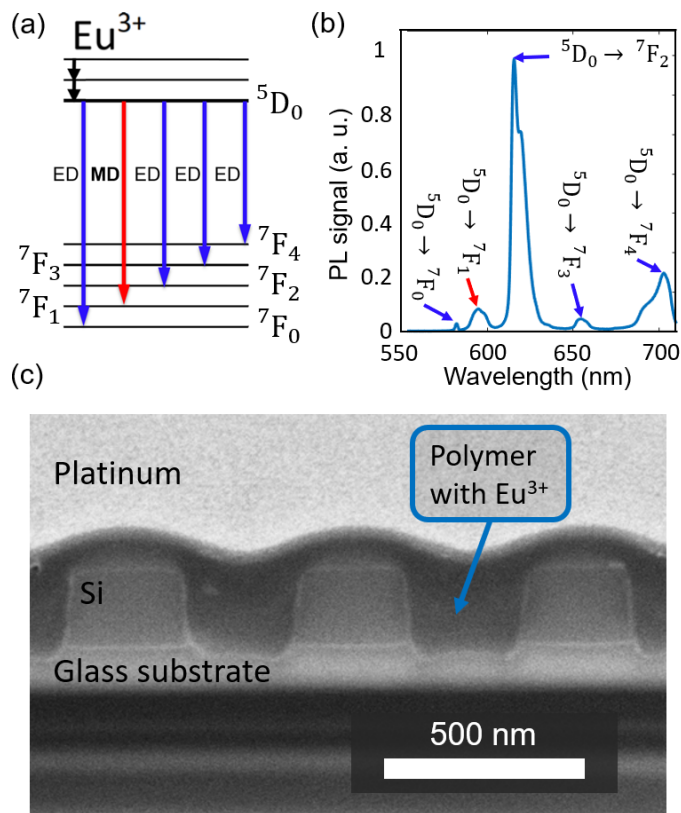 (a)
Eu³⁺
⁵D₀
ED MD ED ED ED
⁷F₄
⁷F₃
⁷F₂
⁷F₁
⁷F₀
(b)
⁵D₀ → ⁷F₂
⁵D₀ → ⁷F₀
⁵D₀ → ⁷F₁
⁵D₀ → ⁷F₃
⁵D₀ → ⁷F₄
PL signal (a. u.)
1
0.8
0.6
0.4
0.2
0
550 600 650 700
Wavelength (nm)
(c)
Platinum
Polymer
with Eu³⁺
Si
Glass substrate
500 nm